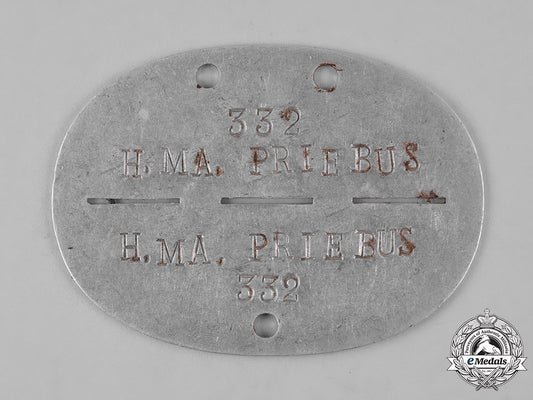 332
H.MA. PRIEBUS
H.MA. PRIEBUS
332
eMedals